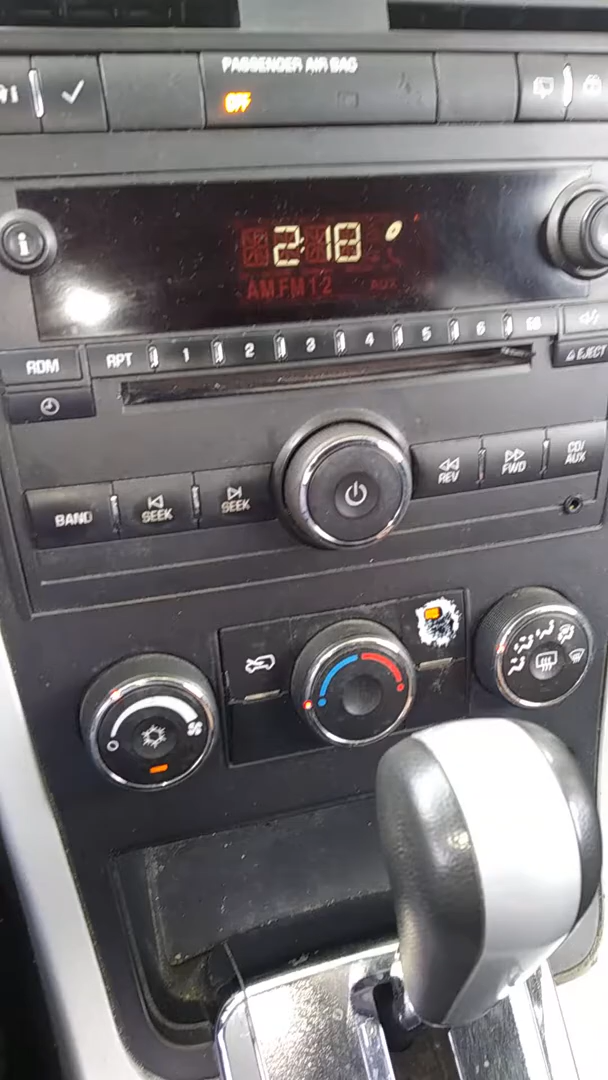 PASSENGER AIR BAG
OFF
2:18
AM FM12 AUX
i
RDM
RPT 1 2 3 4 5 6
EJECT
BAND
SEEK
SEEK
REV
FWD
CD/
AUX